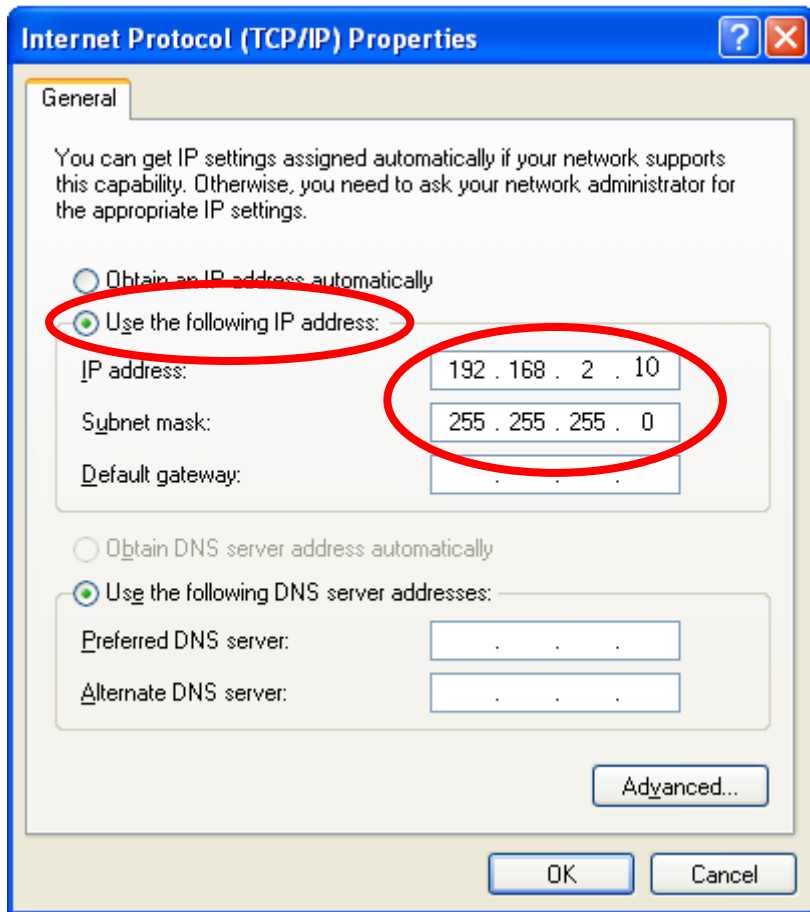 Internet Protocol (TCP/IP) Properties
General
You can get IP settings assigned automatically if your network supports
this capability. Otherwise, you need to ask your network administrator for
the appropriate IP settings.
Obtain an IP address automatically
Use the following IP address:
IP address: 192 . 168 . 2 . 10
Subnet mask: 255 . 255 . 255 . 0
Default gateway: . . .
Obtain DNS server address automatically
Use the following DNS server addresses:
Preferred DNS server: . . .
Alternate DNS server: . . .
Advanced...
OK Cancel